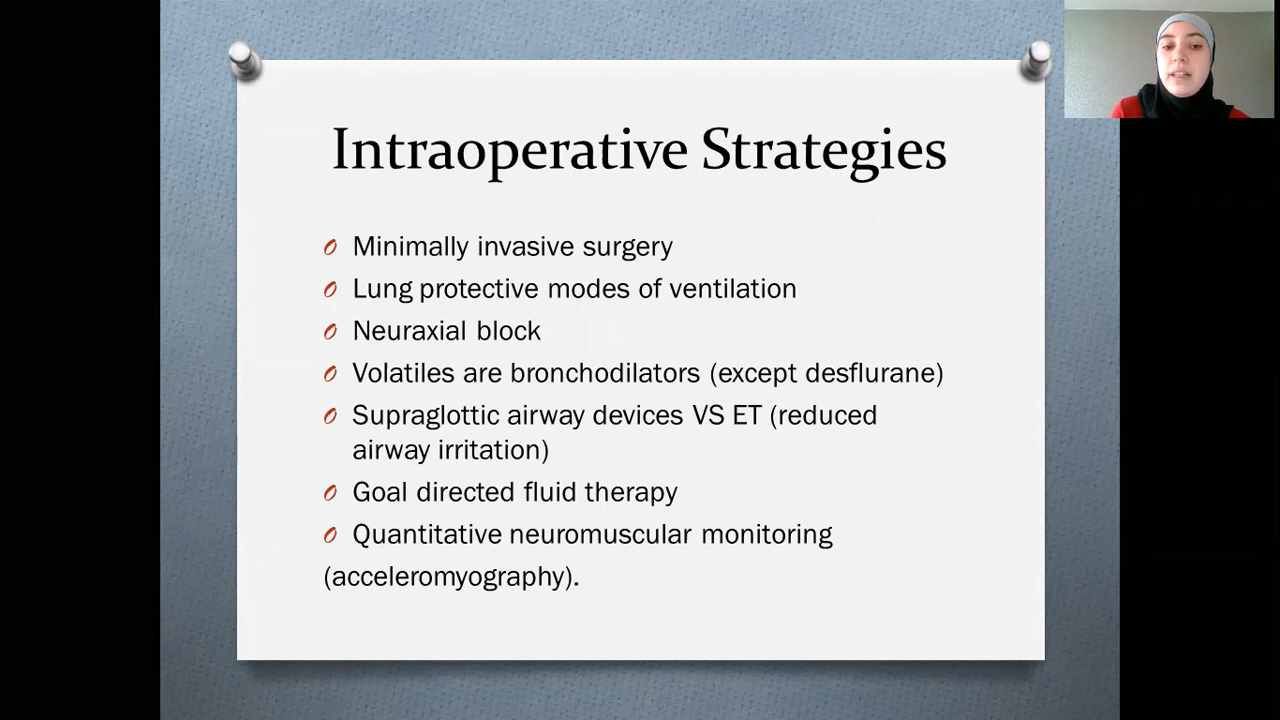 Intraoperative Strategies
Minimally invasive surgery
Lung protective modes of ventilation
Neuraxial block
Volatiles are bronchodilators (except desflurane)
Supraglottic airway devices VS ET (reduced
airway irritation)
Goal directed fluid therapy
Quantitative neuromuscular monitoring
(acceleromyography).